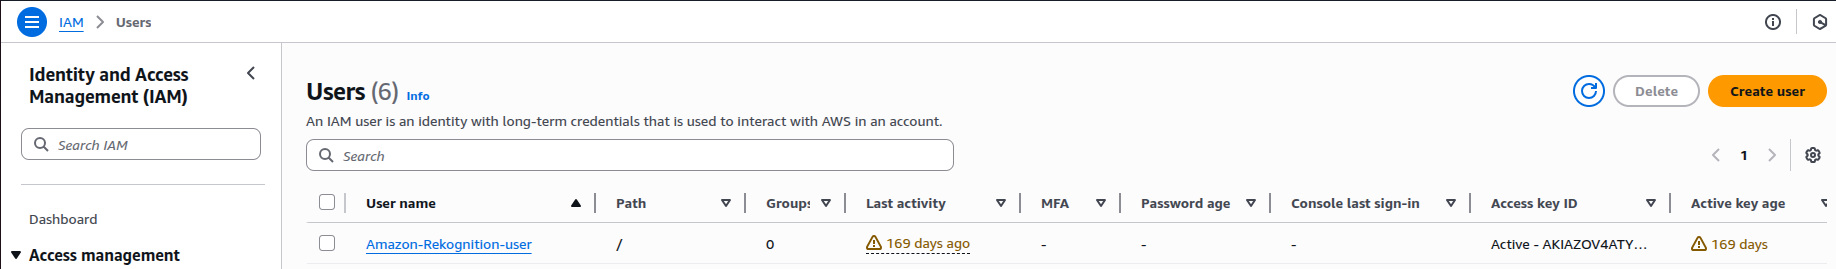 IAM > Users
Identity and Access
Management (IAM)
Search IAM
Dashboard
Access management
Users (6) Info
Delete
Create user
An IAM user is an identity with long-term credentials that is used to interact with AWS in an account.
Search
1
User name Path Groups Last activity MFA Password age Console last sign-in Access key ID Active key age
Amazon-Rekognition-user / 0 169 days ago - - - Active - AKIAZOV4ATY... 169 days